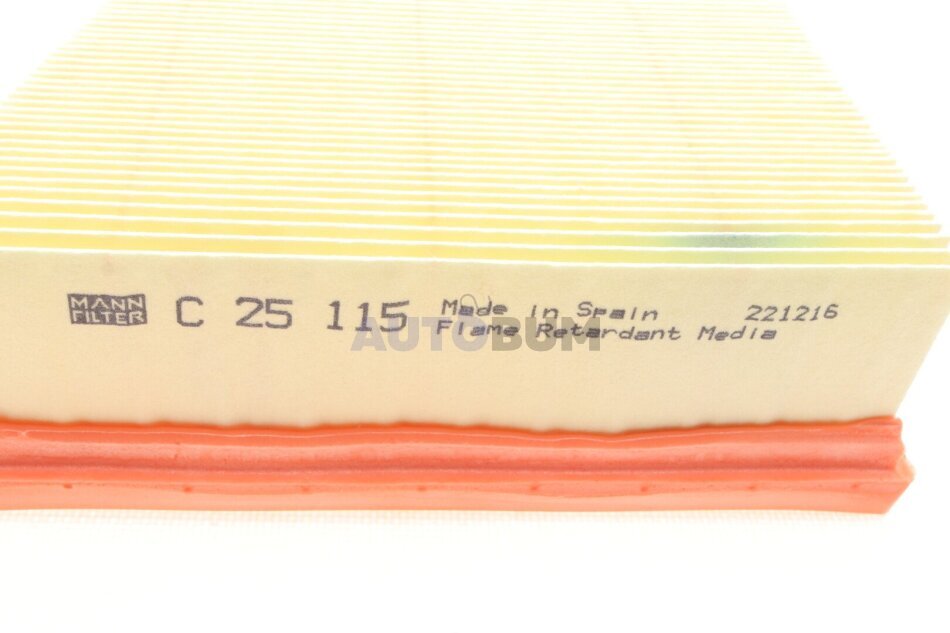 MANN
FILTER
C 25 115
Made in Spain 221216
Flame Retardant Media
AUTOBUM